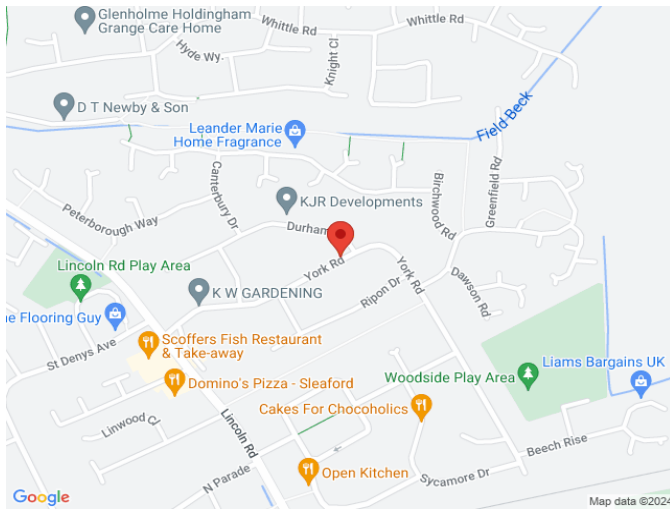 Glenholme Holdingham
Grange Care Home
Whittle Rd
Whittle Rd
Hyde Wy.
Knight Cl
D T Newby & Son
Leander Marie
Home Fragrance
Field Beck
Canterbury Dr
Peterborough Way
Birchwood Rd
Greenfield Rd
KJR Developments
Durham
York Rd
York Rd
Lincoln Rd Play Area
K W GARDENING
Ripon Dr
Dawson Rd
e Flooring Guy
St Denys Ave
Scoffers Fish Restaurant
& Take-away
Liams Bargains UK
Woodside Play Area
Domino's Pizza - Sleaford
Cakes For Chocoholics
Linwood Cl
Lincoln Rd
Beech Rise
N Parade
Open Kitchen
Sycamore Dr
Google
Map data ©2024